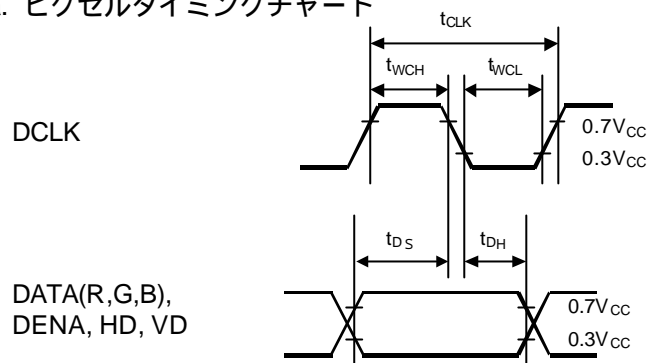 . ピクセルタイミングチャート
tCLK
tWCH tWCL
DCLK
0.7VCC
0.3VCC
tDS tDH
DATA(R,G,B),
DENA, HD, VD
0.7VCC
0.3VCC